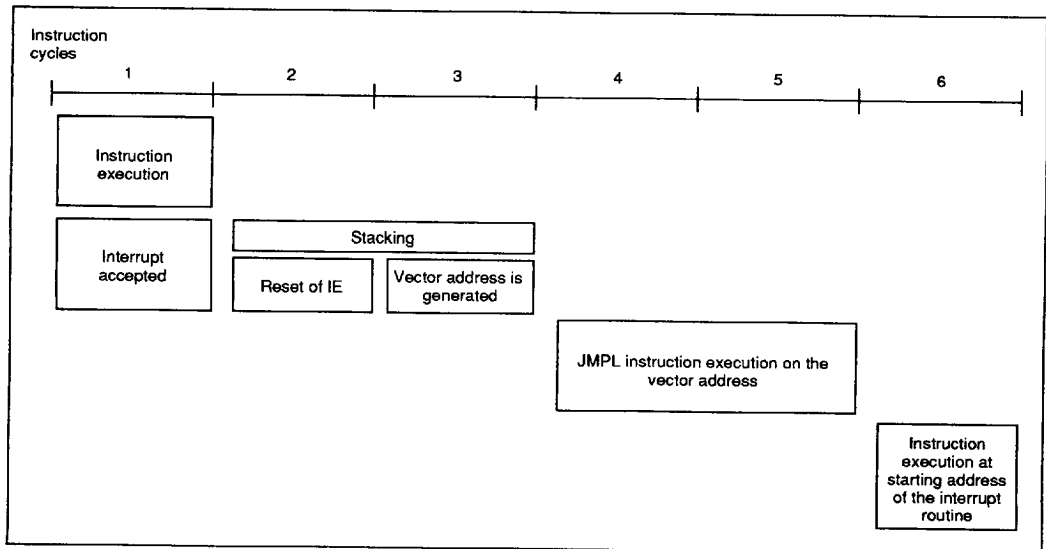 Instruction
cycles
1 2 3 4 5 6
Instruction
execution
Interrupt
accepted
Stacking
Reset of IE
Vector address is
generated
JMPL instruction execution on the
vector address
Instruction
execution at
starting address
of the interrupt
routine